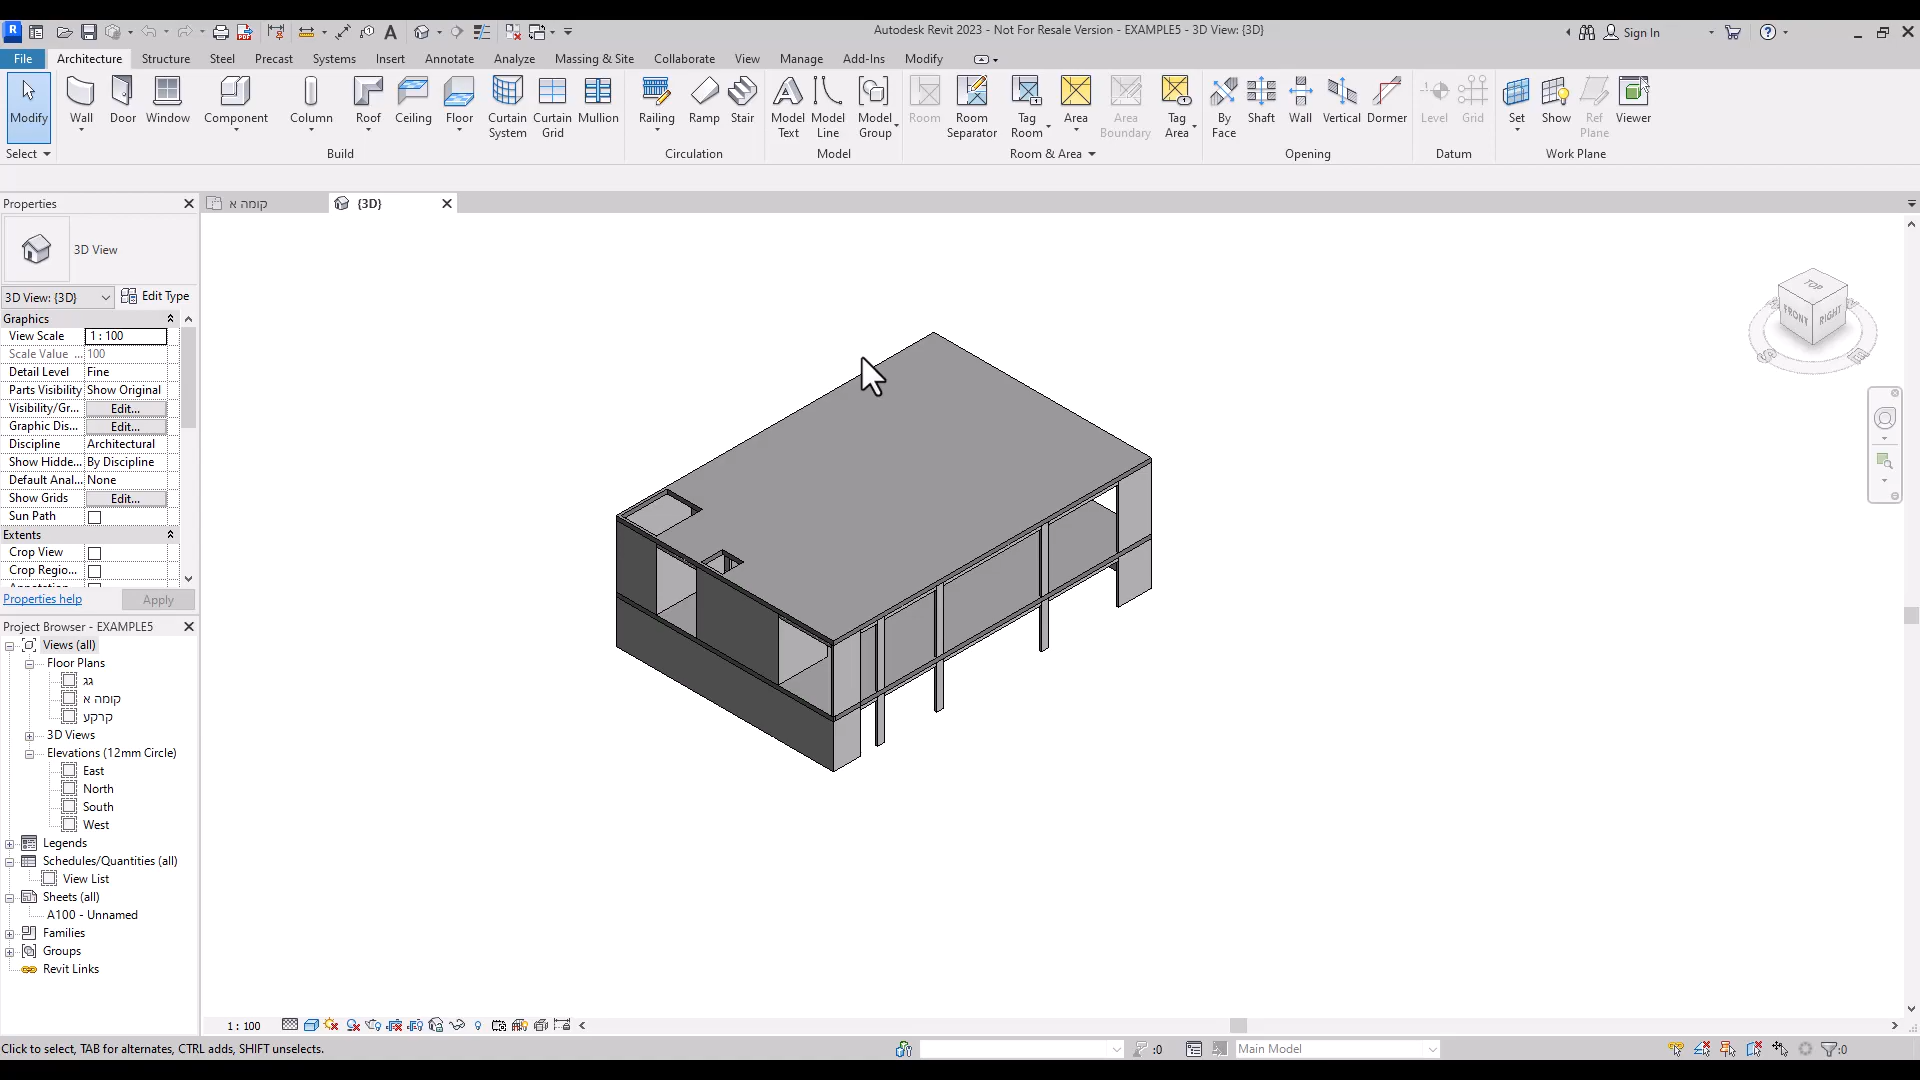 Autodesk Revit 2023 - Not For Resale Version - EXAMPLE5 - 3D View: {3D}
Sign In
File Architecture Structure Steel Precast Systems Insert Annotate Analyze Massing & Site Collaborate View Manage Add-Ins Modify
Modify Wall Door Window Component Column Roof Ceiling Floor Curtain System Curtain Grid Mullion Railing Ramp Stair Model Text Model Line Model Group Room Room Separator Tag Room Area Area Boundary Tag Area By Face Shaft Wall Vertical Dormer Level Grid Set Show Ref Plane Viewer
Select Build Circulation Model Room & Area Opening Datum Work Plane
Properties
קומה א
{3D}
3D View
3D View: {3D} Edit Type
Graphics
View Scale 1 : 100
Scale Value ... 100
Detail Level Fine
Parts Visibility Show Original
Visibility/Gr... Edit...
Graphic Dis... Edit...
Discipline Architectural
Show Hidde... By Discipline
Default Anal... None
Show Grids Edit...
Sun Path
Extents
Crop View
Crop Regio...
Properties help Apply
Project Browser - EXAMPLE5
Views (all)
Floor Plans
גג
קומה א
קרקע
3D Views
Elevations (12mm Circle)
East
North
South
West
Legends
Schedules/Quantities (all)
View List
Sheets (all)
A100 - Unnamed
Families
Groups
Revit Links
TOP
FRONT
RIGHT
S
E
1 : 100
Click to select, TAB for alternates, CTRL adds, SHIFT unselects.
:0
Main Model
:0